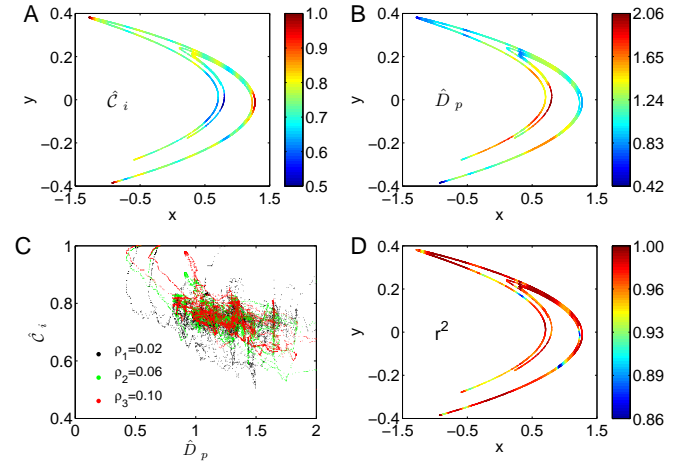 A
B
0.4
0.2
0
−0.2
−0.4
y
Ĉ i
−1.5
−0.5
0.5
1.5
x
1.0
0.9
0.8
0.7
0.6
0.5
0.4
0.2
0
−0.2
−0.4
y
D̂ p
−1.5
−0.5
0.5
1.5
x
2.06
1.65
1.24
0.83
0.42
C
D
1
0.8
0.6
0.4
Ĉ i
ρ1=0.02
ρ2=0.06
ρ3=0.10
0
0.5
1
1.5
2
D̂ p
0.4
0.2
0
−0.2
−0.4
y
r2
−1.5
−0.5
0.5
1.5
x
1.00
0.96
0.93
0.89
0.86